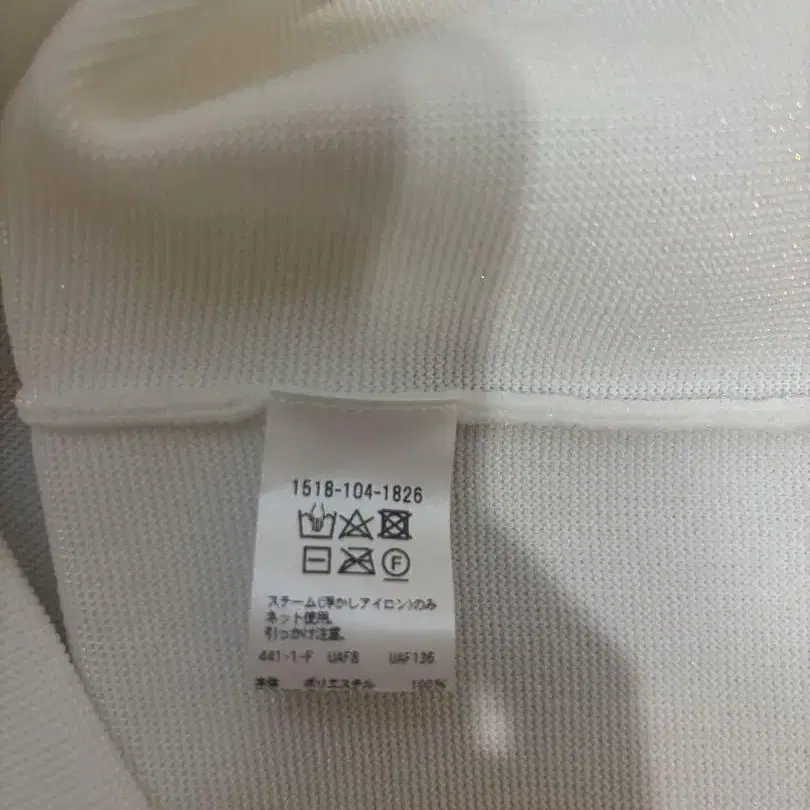 1518-104-1826
F
スチーム(浮かしアイロン)のみ
ネット使用。
引っかけ注意。
441-1-F UAF8 UAF136
本体 ポリエステル 100%